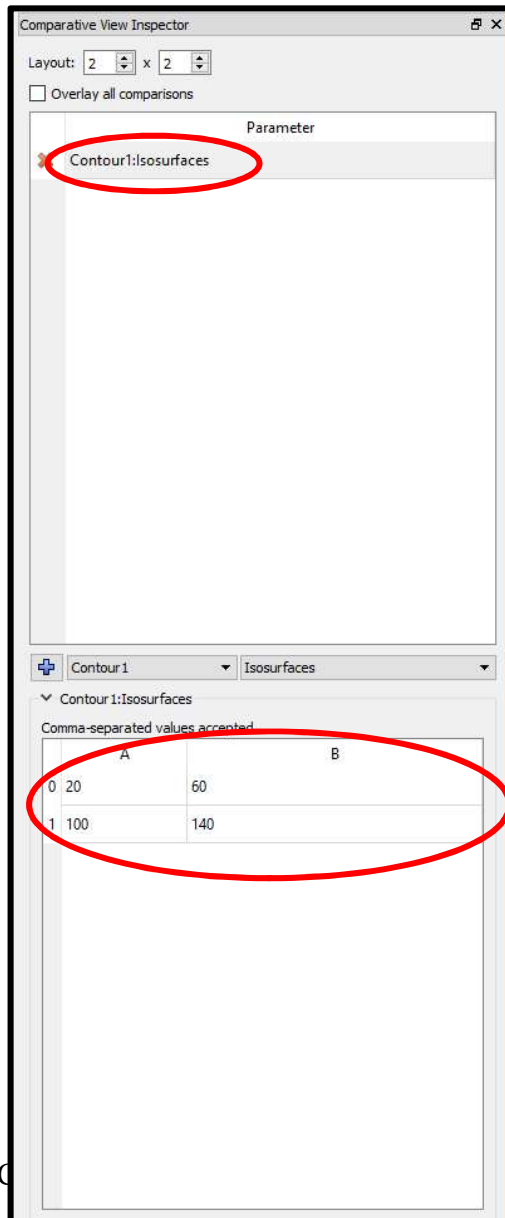 Comparative View Inspector
Layout: 2 x 2
Overlay all comparisons
Parameter
Contour1:Isosurfaces
Contour1 Isosurfaces
Contour1:Isosurfaces
Comma-separated values accepted
A B
0 20 60
1 100 140